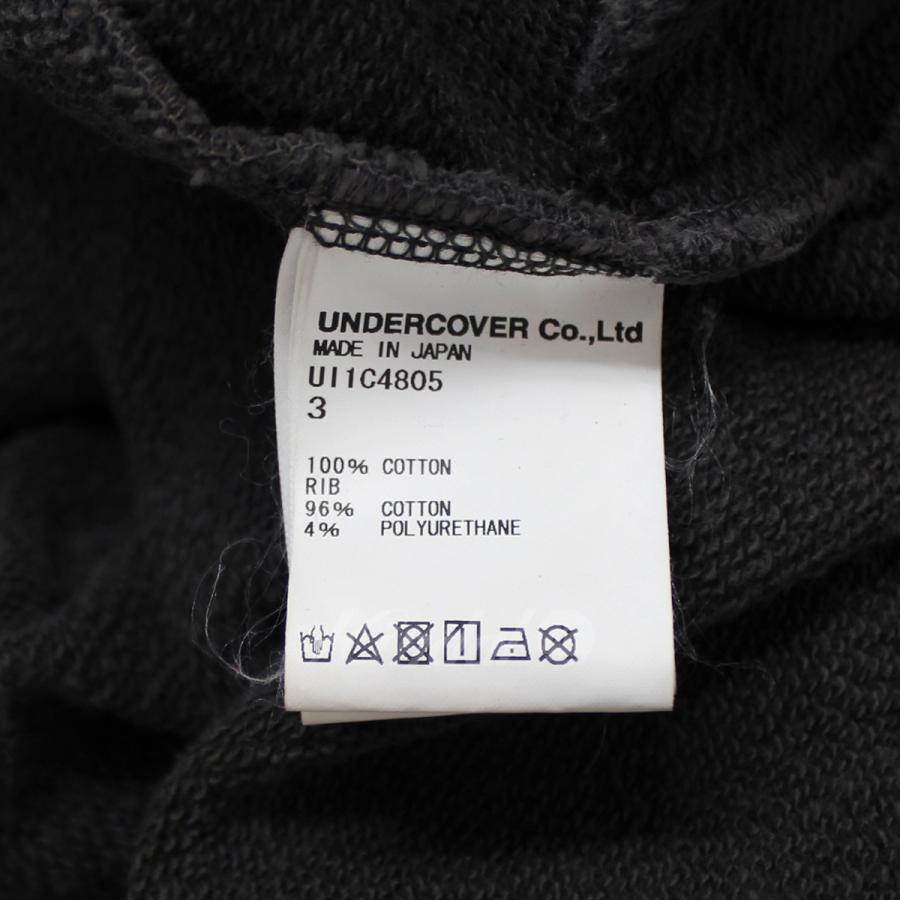 UNDERCOVER Co.,Ltd
MADE IN JAPAN
UI1C4805
3
100% COTTON
RIB
96% COTTON
4% POLYURETHANE